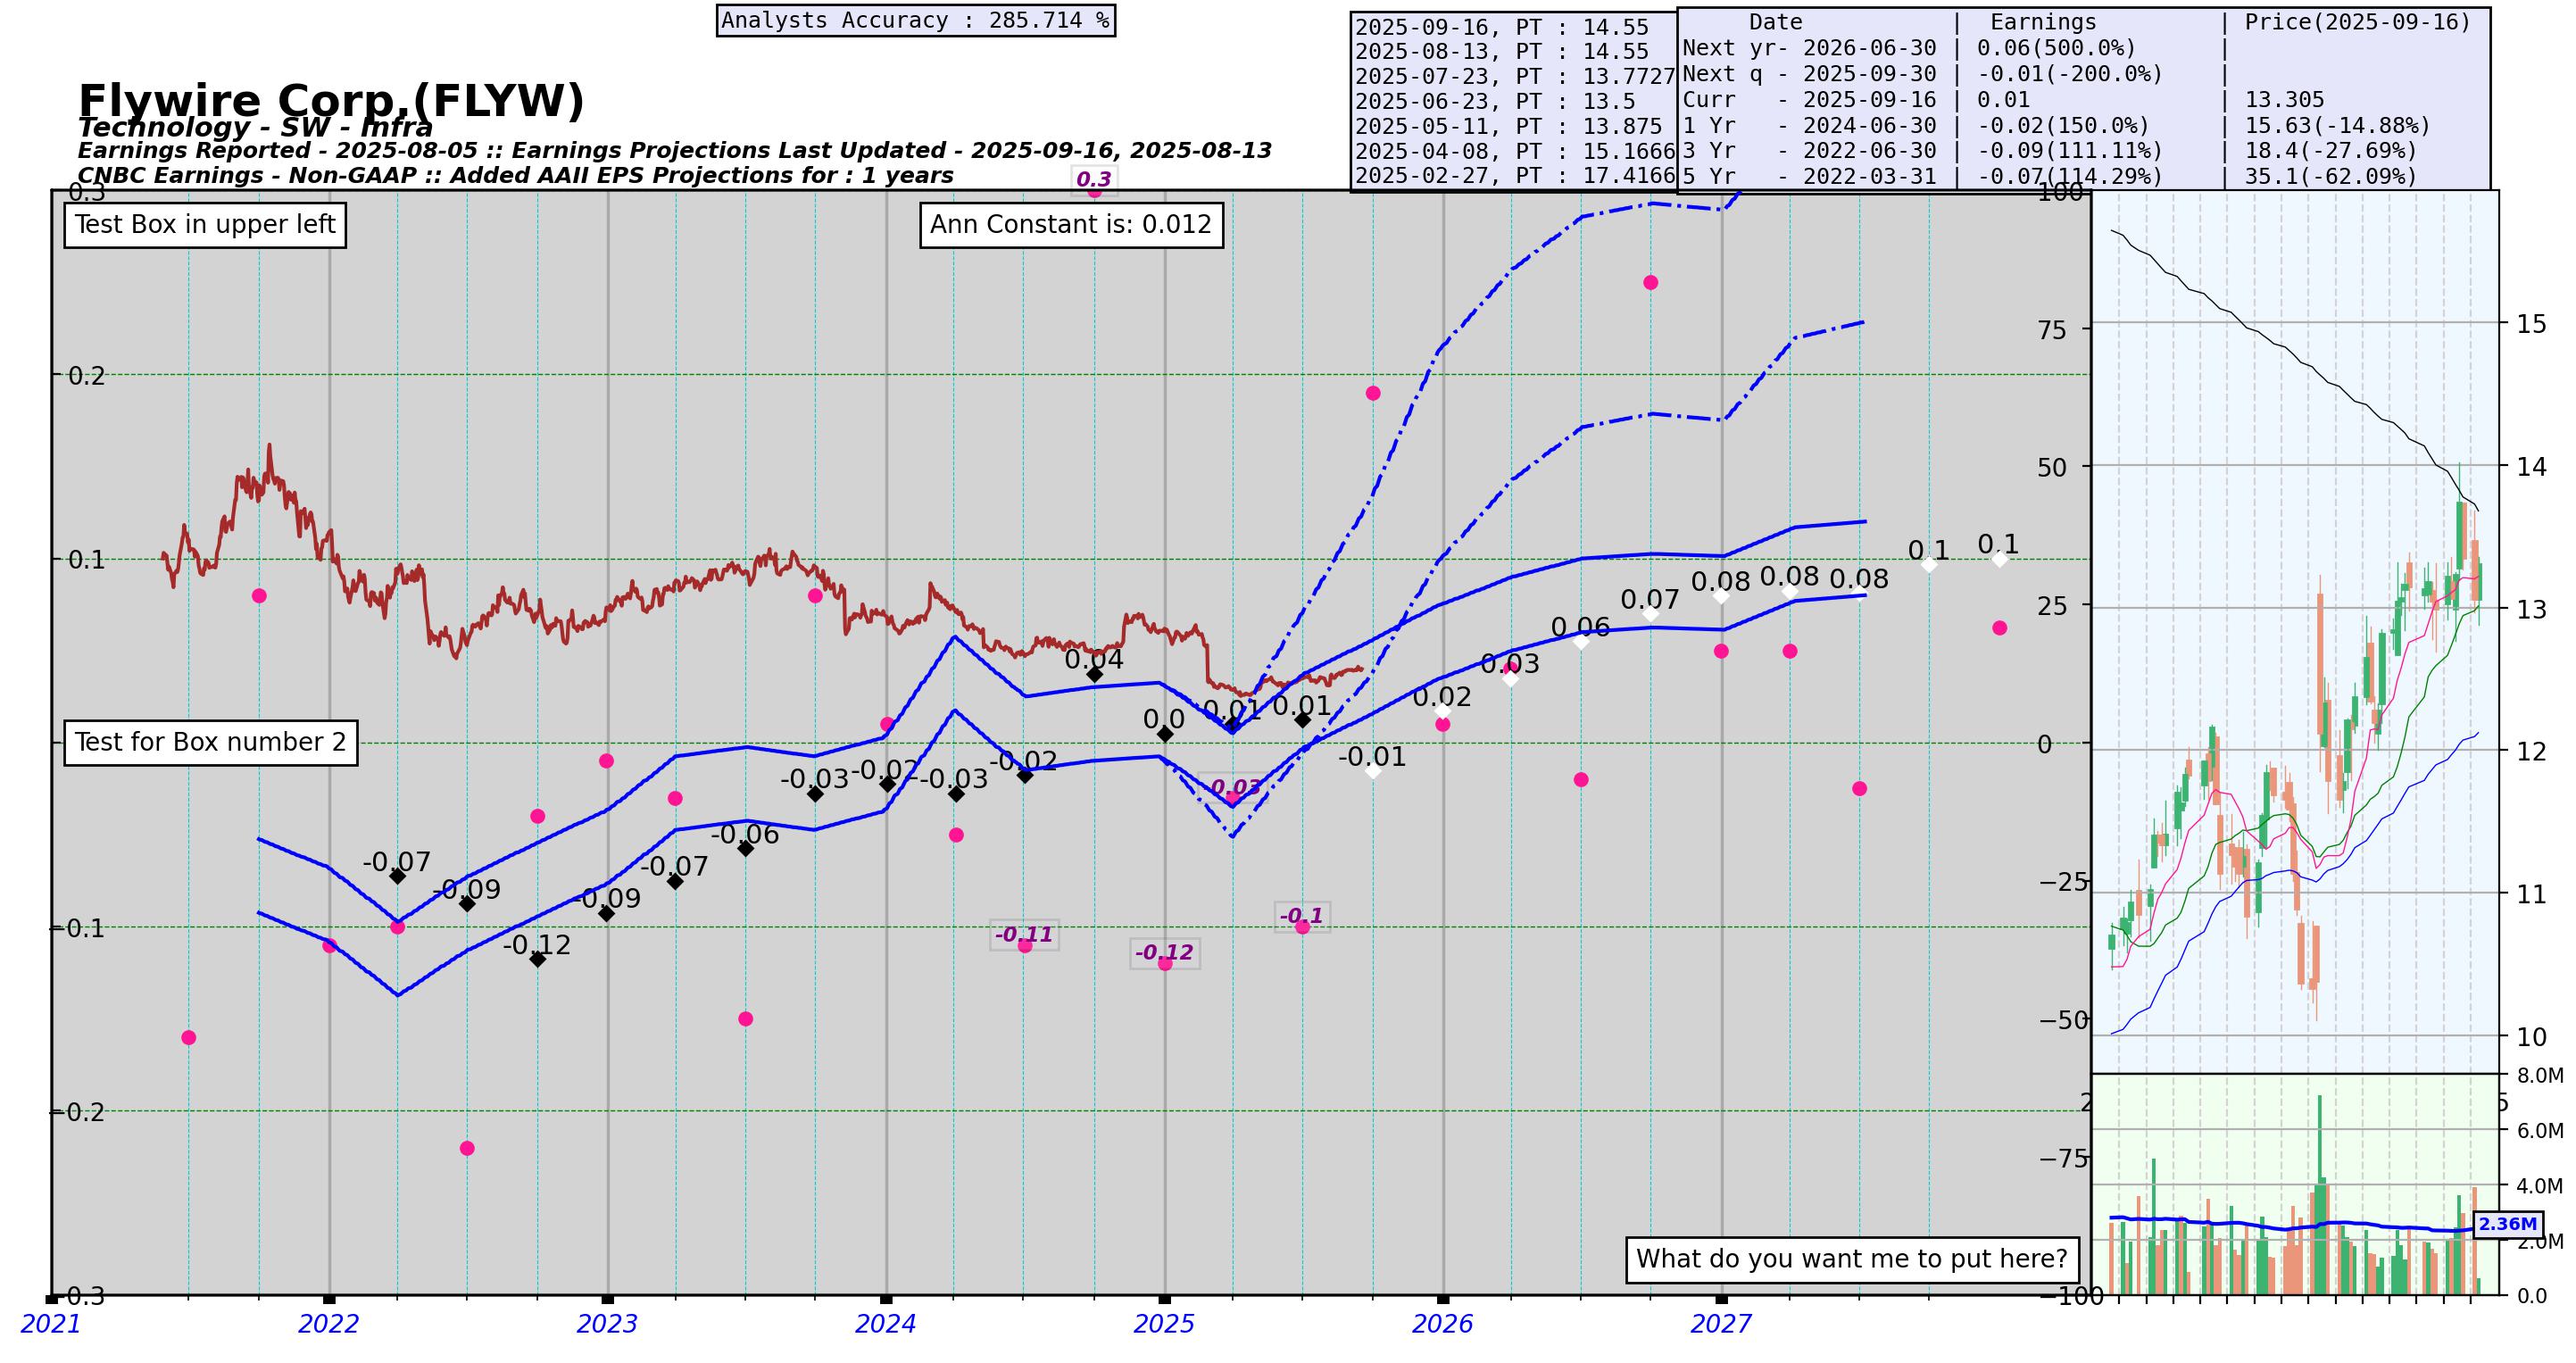 Analysts Accuracy : 285.714 %
2025-09-16, PT : 14.55
2025-08-13, PT : 14.55
2025-07-23, PT : 13.7727
2025-06-23, PT : 13.5
2025-05-11, PT : 13.875
2025-04-08, PT : 15.1666
2025-02-27, PT : 17.4166
Date | Earnings | Price(2025-09-16)
Next yr- 2026-06-30 | 0.06(500.0%) |
Next q - 2025-09-30 | -0.01(-200.0%) |
Curr - 2025-09-16 | 0.01 | 13.305
1 Yr - 2024-06-30 | -0.02(150.0%) | 15.63(-14.88%)
3 Yr - 2022-06-30 | -0.09(111.11%) | 18.4(-27.69%)
5 Yr - 2022-03-31 | -0.07(114.29%) | 35.1(-62.09%)
Flywire Corp,(FLYW)
Technology - SW - Infra
Earnings Reported - 2025-08-05 :: Earnings Projections Last Updated - 2025-09-16, 2025-08-13
CNBC Earnings - Non-GAAP :: Added AAII EPS Projections for : 1 years
Test Box in upper left
Ann Constant is: 0.012
Test for Box number 2
What do you want me to put here?
0.3
0.2
0.1
-0.1
-0.2
-0.3
0.3
-0.11
-0.12
-0.03
-0.1
-0.07
-0.09
-0.12
-0.09
-0.07
-0.06
-0.03
-0.02
-0.03
-0.02
0.04
0.0
0.01
0.01
-0.01
0.02
0.03
0.06
0.07
0.08
0.08
0.08
0.1
0.1
100
75
50
25
0
−25
−50
−75
−100
15
14
13
12
11
10
8.0M
6.0M
4.0M
2.36M
2.0M
0.0
2021
2022
2023
2024
2025
2026
2027